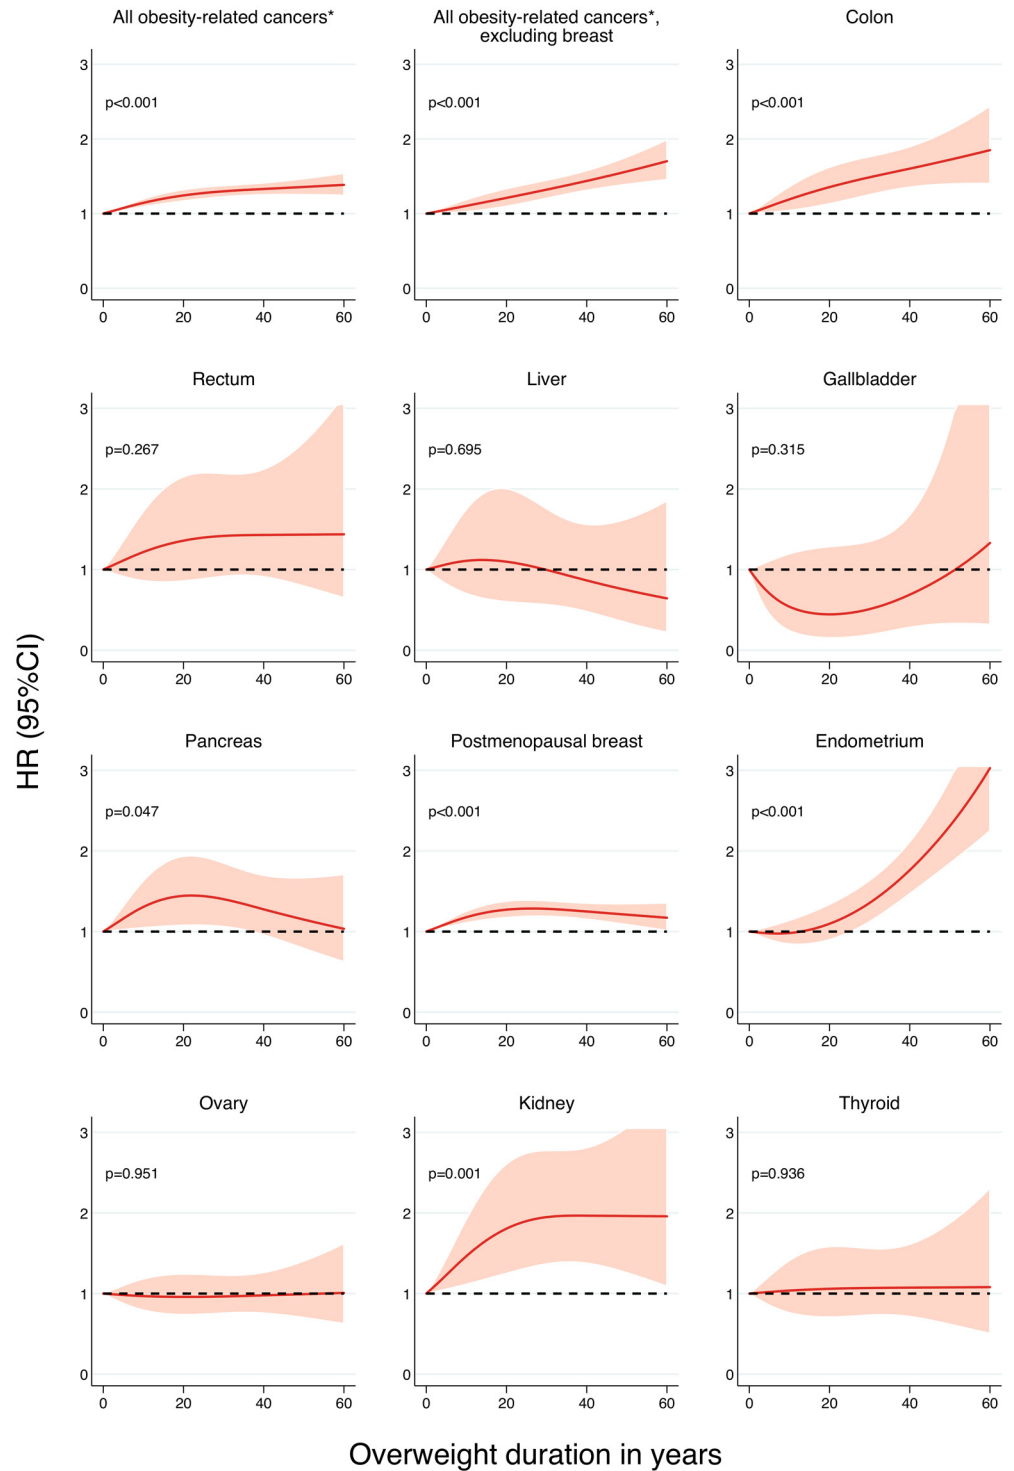 All obesity-related cancers*
All obesity-related cancers*,
excluding breast
Colon
3
2
1
0
p<0.001
0 20 40 60
3
2
1
0
p<0.001
0 20 40 60
3
2
1
0
p<0.001
0 20 40 60
Rectum
Liver
Gallbladder
3
2
1
0
p=0.267
0 20 40 60
3
2
1
0
p=0.695
0 20 40 60
3
2
1
0
p=0.315
0 20 40 60
HR (95%CI)
Pancreas
Postmenopausal breast
Endometrium
3
2
1
0
p=0.047
0 20 40 60
3
2
1
0
p<0.001
0 20 40 60
3
2
1
0
p<0.001
0 20 40 60
Ovary
Kidney
Thyroid
3
2
1
0
p=0.951
0 20 40 60
3
2
1
0
p=0.001
0 20 40 60
3
2
1
0
p=0.936
0 20 40 60
Overweight duration in years